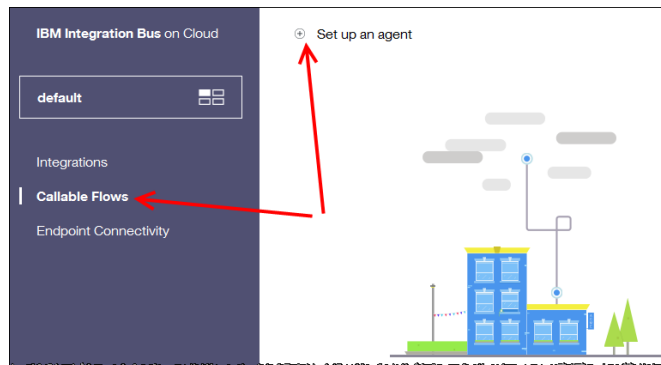 IBM Integration Bus on Cloud
Set up an agent
default
Integrations
Callable Flows
Endpoint Connectivity